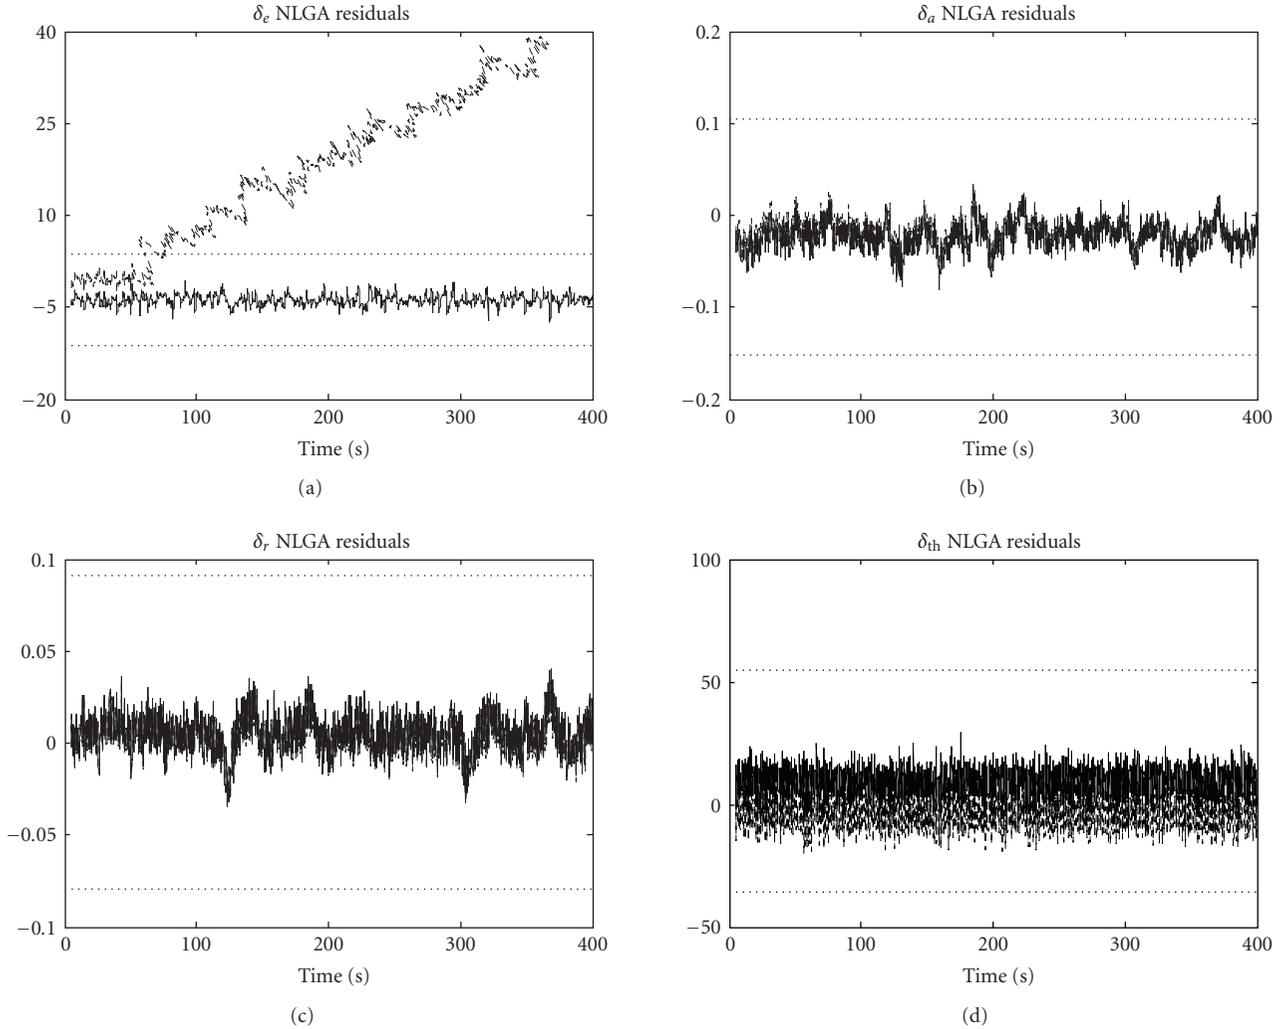 δe NLGA residuals
40
25
10
−5
−20
0 100 200 300 400
Time (s)
(a)
δa NLGA residuals
0.2
0.1
0
−0.1
−0.2
0 100 200 300 400
Time (s)
(b)
δr NLGA residuals
0.1
0.05
0
−0.05
−0.1
0 100 200 300 400
Time (s)
(c)
δth NLGA residuals
100
50
0
−50
0 100 200 300 400
Time (s)
(d)